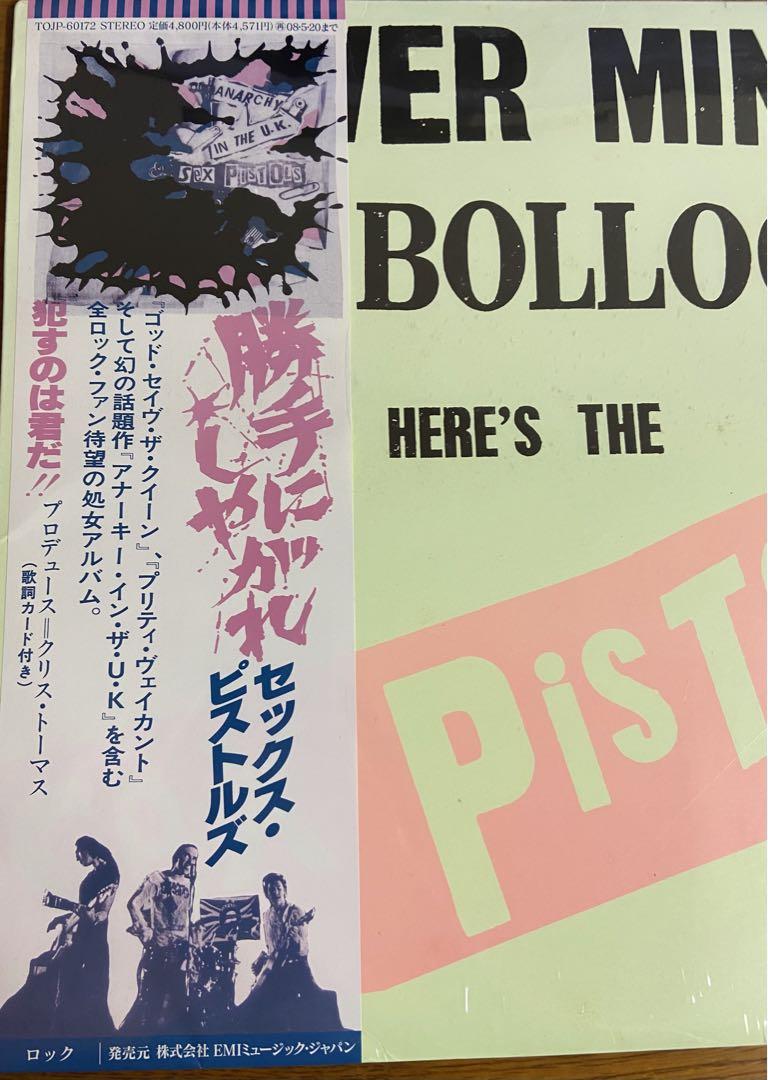 TOJP-60172 STEREO 定価4,800円(本体4,571円)再08・5・20まで
ANARCHY
IN THE U.K.
SEX PISTOLS
勝手に
しやがれ
セックス・
ピストルズ
『ゴッド・セイヴ・ザ・クイーン』、『プリティ・ヴェイカント』
そして幻の話題作『アナーキー・イン・ザ・U・K』を含む
全ロック・ファン待望の処女アルバム。
犯すのは君だ!!
プロデュース=クリス・トーマス
(歌詞カード付き)
ロック
発売元 株式会社 EMIミュージック・ジャパン
VER MIN
BOLLOC
HERE'S THE
PiSTO